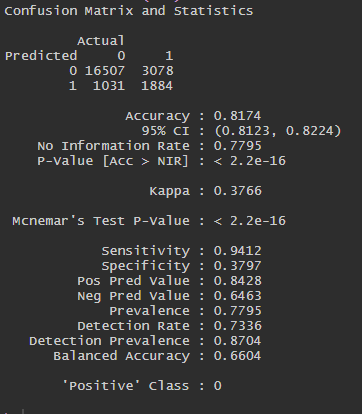 Confusion Matrix and Statistics
Actual
Predicted 0 1
0 16507 3078
1 1031 1884
Accuracy : 0.8174
95% CI : (0.8123, 0.8224)
No Information Rate : 0.7795
P-Value [Acc > NIR] : < 2.2e-16
Kappa : 0.3766
Mcnemar's Test P-Value : < 2.2e-16
Sensitivity : 0.9412
Specificity : 0.3797
Pos Pred Value : 0.8428
Neg Pred Value : 0.6463
Prevalence : 0.7795
Detection Rate : 0.7336
Detection Prevalence : 0.8704
Balanced Accuracy : 0.6604
'Positive' Class : 0